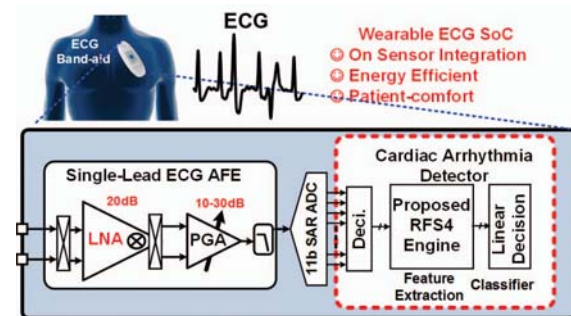 ECG
ECG
Band-aid
Wearable ECG SoC
On Sensor Integration
Energy Efficient
Patient-comfort
Single-Lead ECG AFE
20dB
10-30dB
LNA
PGA
11b SAR ADC
Cardiac Arrhythmia
Detector
Deci.
Proposed
RFS4
Engine
Linear
Decision
Feature
Extraction
Classifier